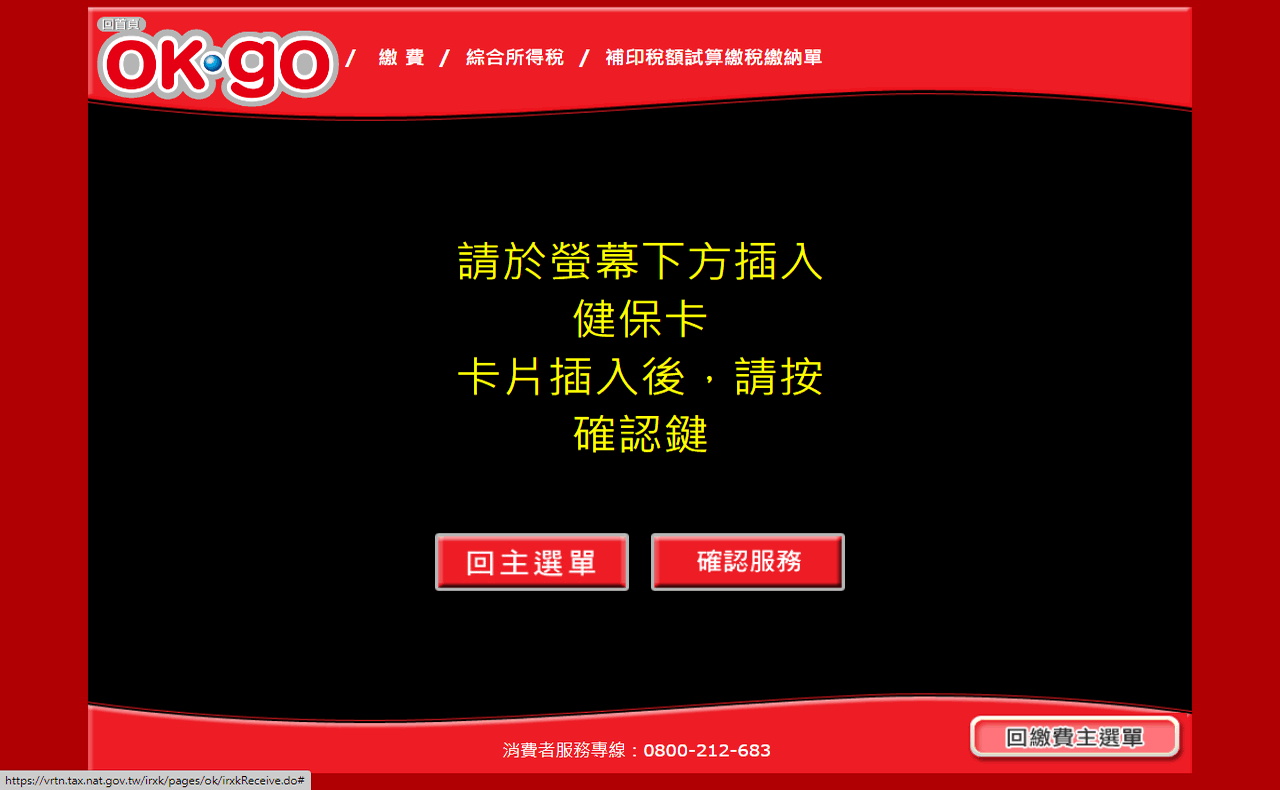 回首頁
OK·go / 繳 費 / 綜合所得稅 / 補印稅額試算繳稅繳納單
請於螢幕下方插入
健保卡
卡片插入後，請按
確認鍵
回主選單 確認服務
回繳費主選單
消費者服務專線：0800-212-683
https://vrtn.tax.nat.gov.tw/irxk/pages/ok/irxkReceive.do#